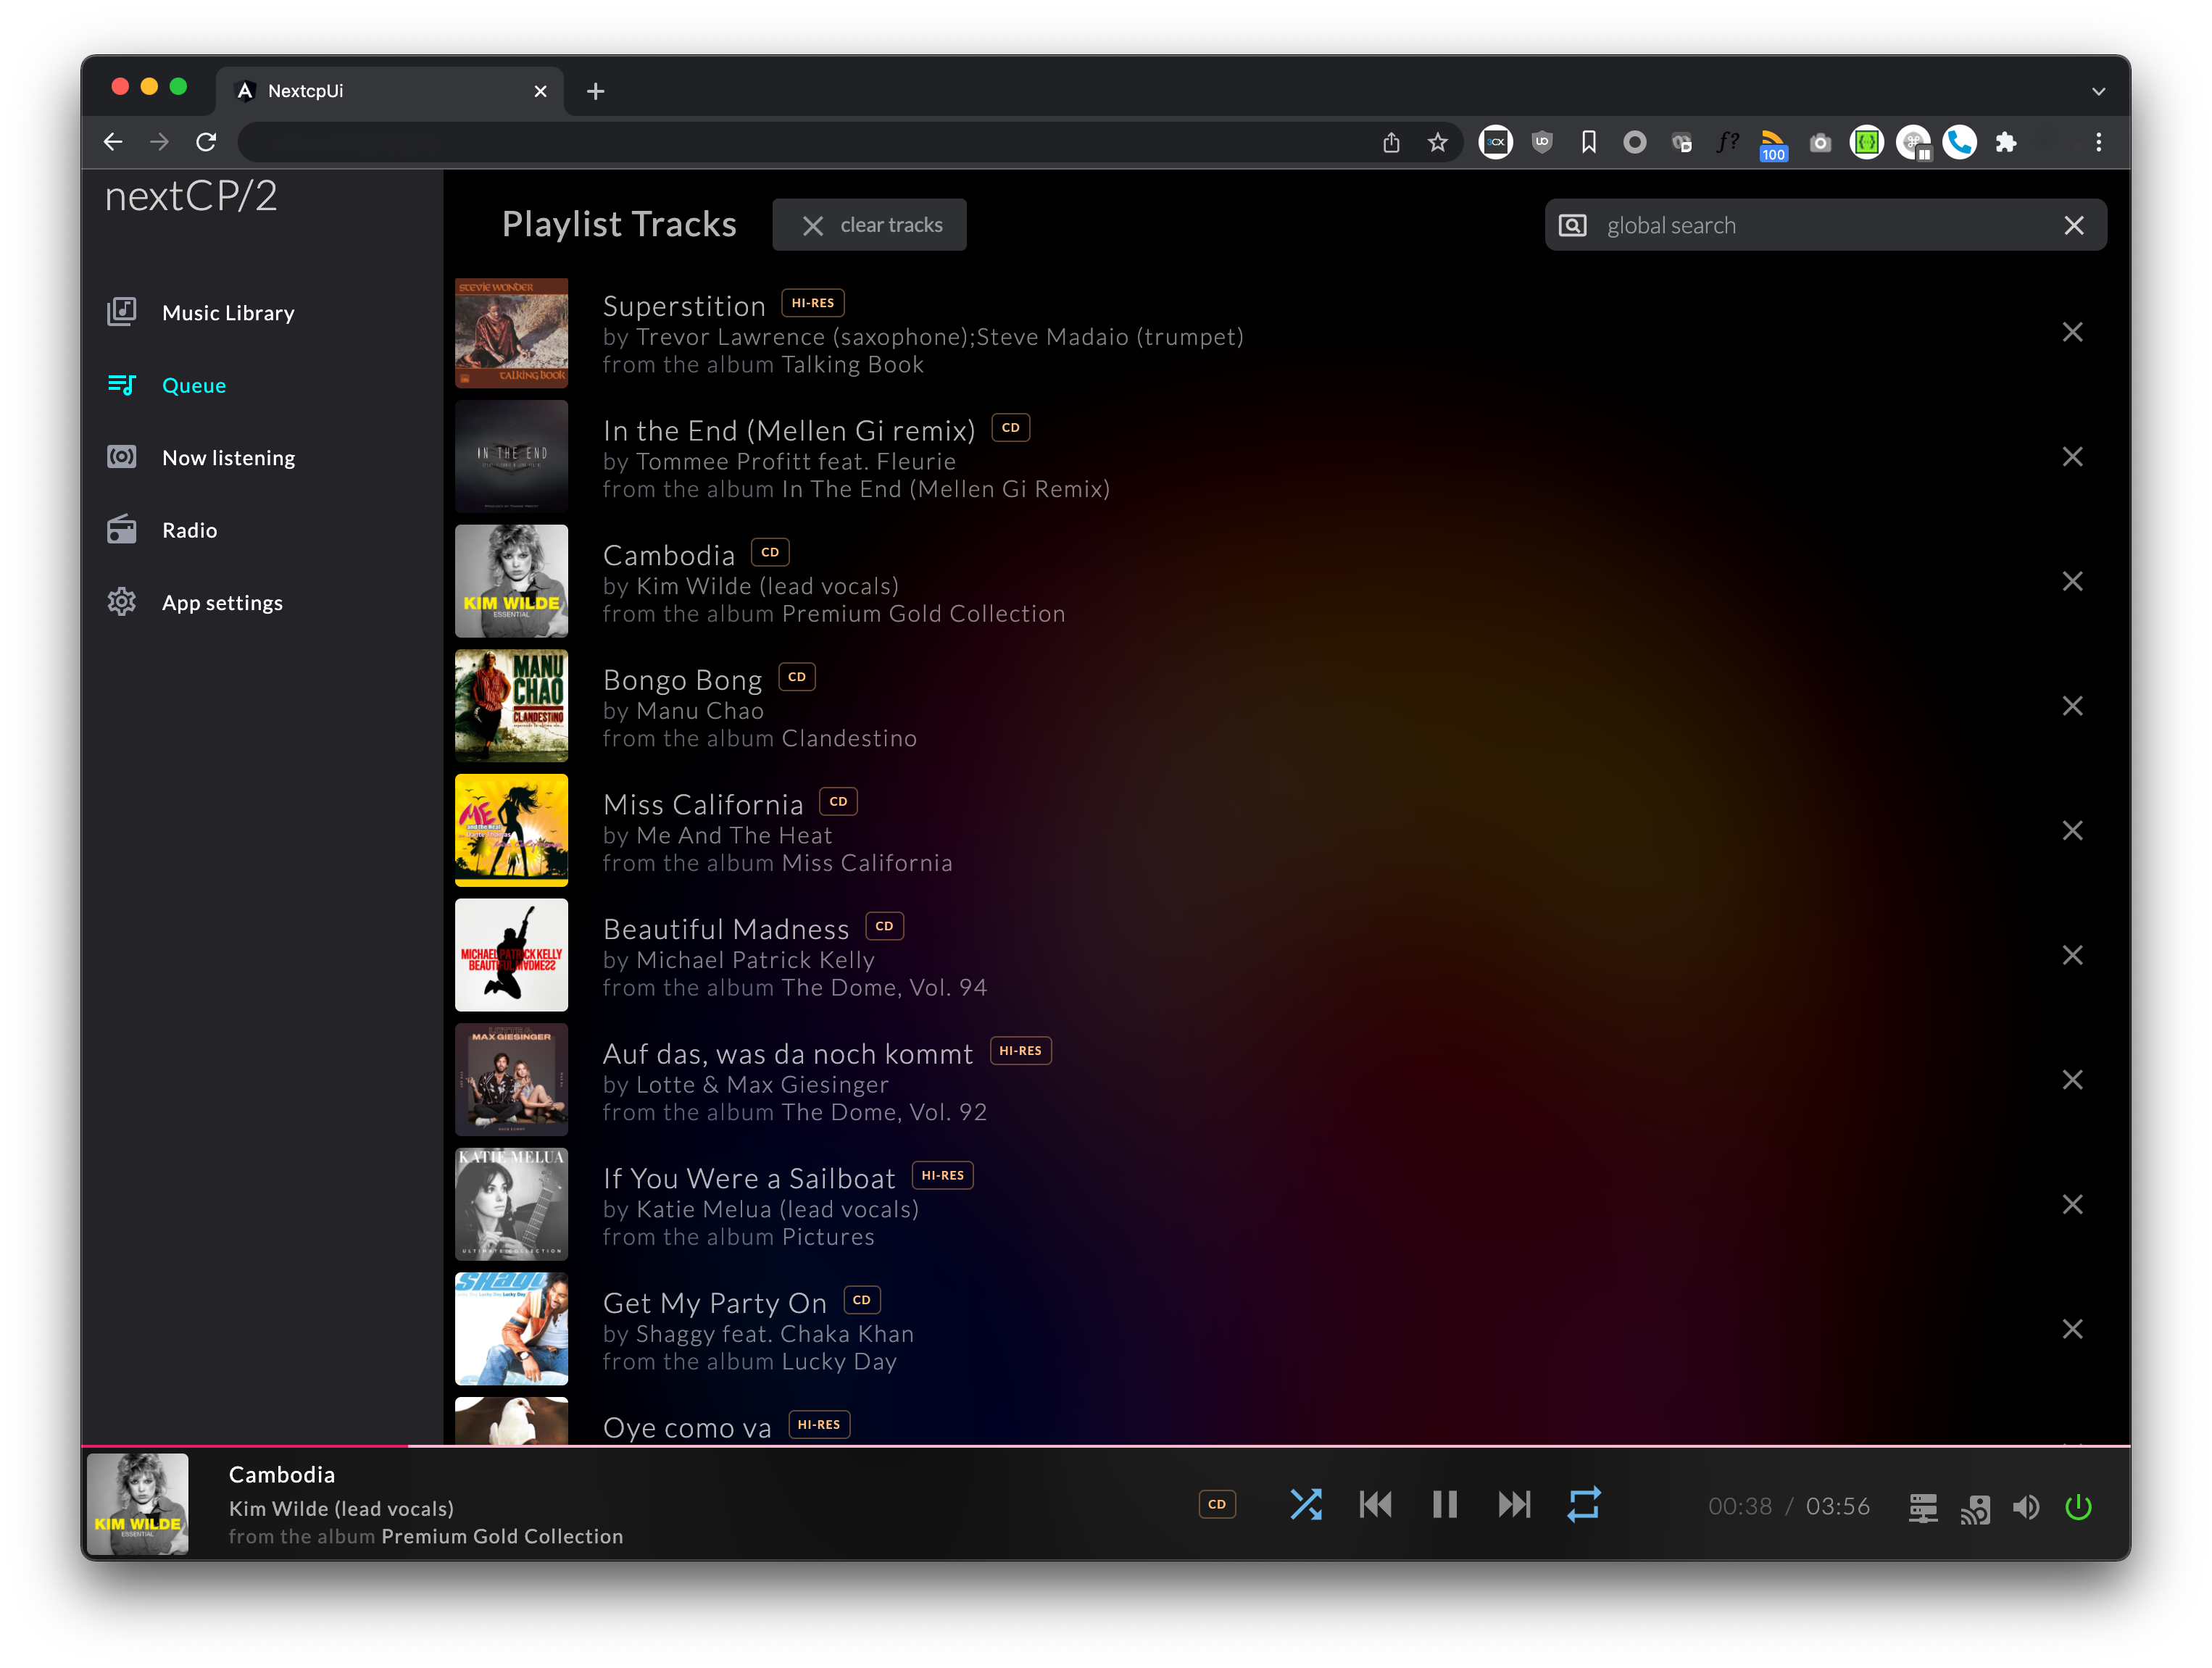 NextcpUi
100
nextCP/2
Playlist Tracks
clear tracks
global search
Music Library
Queue
Now listening
Radio
App settings
STEVIE WONDER
TALKING BOOK
Superstition HI-RES
by Trevor Lawrence (saxophone);Steve Madaio (trumpet)
from the album Talking Book
IN THE END
In the End (Mellen Gi remix) CD
by Tommee Profitt feat. Fleurie
from the album In The End (Mellen Gi Remix)
KIM WILDE
ESSENTIAL
Cambodia CD
by Kim Wilde (lead vocals)
from the album Premium Gold Collection
MANU
CHAO
CLANDESTINO
Bongo Bong CD
by Manu Chao
from the album Clandestino
ME
and the Heat
Miss California CD
by Me And The Heat
from the album Miss California
MICHAEL PATRICK KELLY
BEAUTIFUL MADNESS
Beautiful Madness CD
by Michael Patrick Kelly
from the album The Dome, Vol. 94
MAX GIESINGER
Auf das, was da noch kommt HI-RES
by Lotte & Max Giesinger
from the album The Dome, Vol. 92
KATIE MELUA
ULTIMATE COLLECTION
If You Were a Sailboat HI-RES
by Katie Melua (lead vocals)
from the album Pictures
Lucky Day Lucky Day
Get My Party On CD
by Shaggy feat. Chaka Khan
from the album Lucky Day
Oye como va HI-RES
KIM WILDE
ESSENTIAL
Cambodia
Kim Wilde (lead vocals)
from the album Premium Gold Collection
CD
00:38 / 03:56